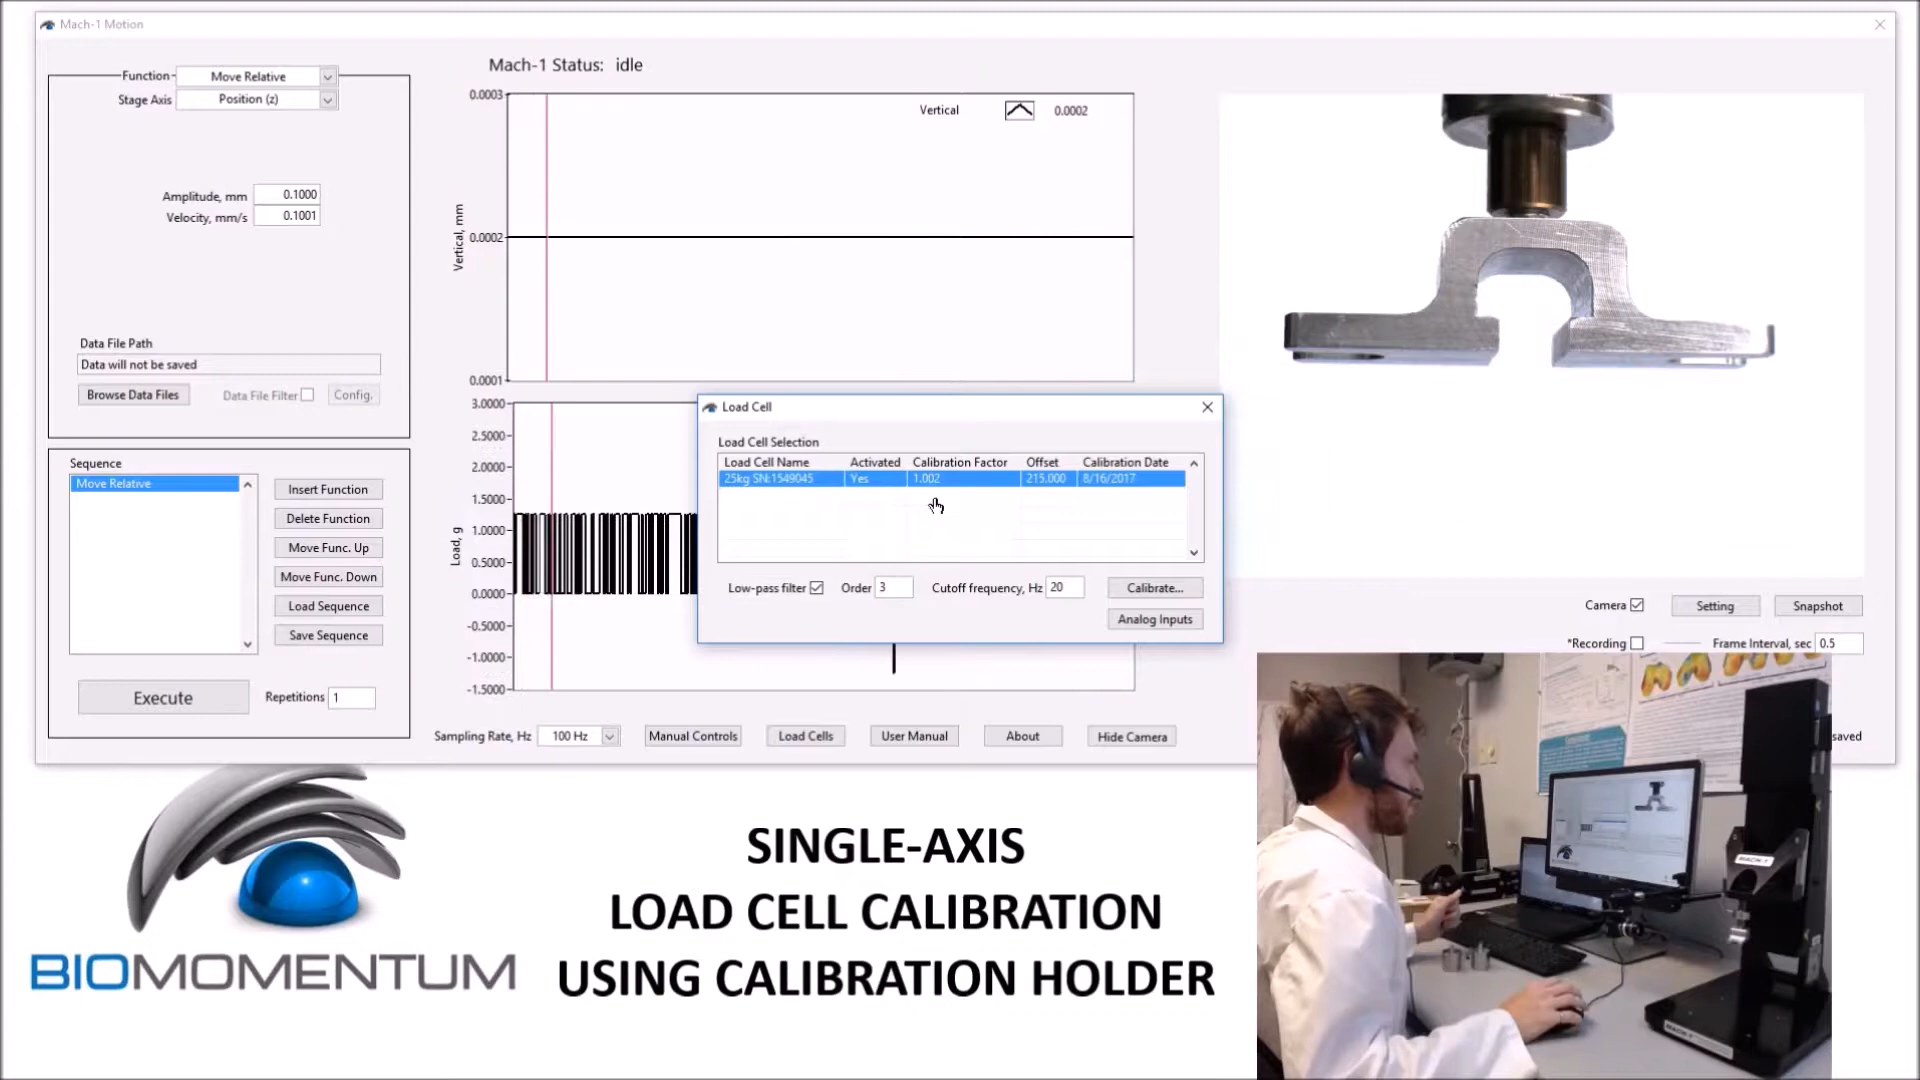 Mach-1 Motion
Function Move Relative
Stage Axis Position (z)
Amplitude, mm 0.1000
Velocity, mm/s 0.1001
Data File Path
Data will not be saved
Browse Data Files Data File Filter Config.
Sequence
Move Relative
Insert Function
Delete Function
Move Func. Up
Move Func. Down
Load Sequence
Save Sequence
Execute Repetitions 1
Mach-1 Status: idle
Vertical 0.0002
Vertical, mm
0.0003
0.0002
0.0001
Load, g
3.0000
2.5000
2.0000
1.5000
1.0000
0.5000
0.0000
-0.5000
-1.0000
-1.5000
Load Cell
Load Cell Selection
Load Cell Name Activated Calibration Factor Offset Calibration Date
25kg SN:1549045 Yes 1.002 215.000 8/16/2017
Low-pass filter Order 3 Cutoff frequency, Hz 20 Calibrate...
Analog Inputs
Sampling Rate, Hz 100 Hz Manual Controls Load Cells User Manual About Hide Camera
Camera Setting Snapshot
*Recording Frame Interval, sec 0.5
saved
BIOMOMENTUM
SINGLE-AXIS
LOAD CELL CALIBRATION
USING CALIBRATION HOLDER
MACH-1
MACH-1